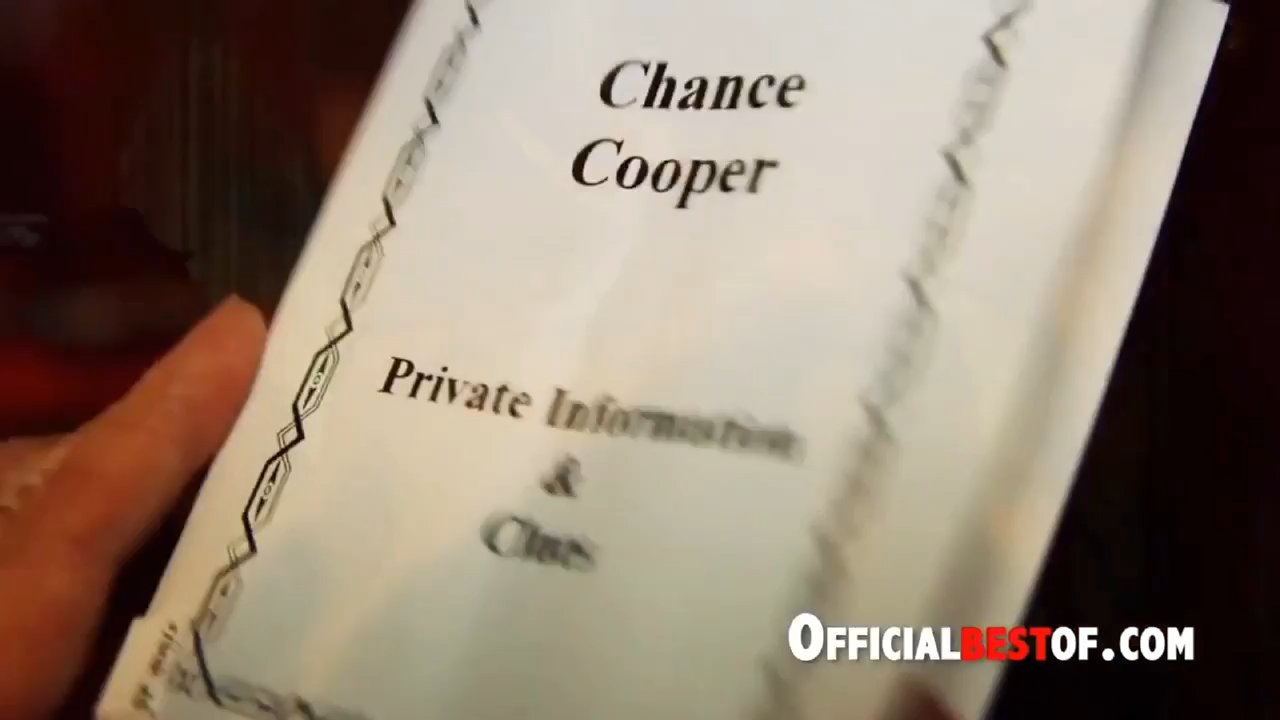 Chance
Cooper
Private Information
&
Clues
OFFICIALBESTOF.COM